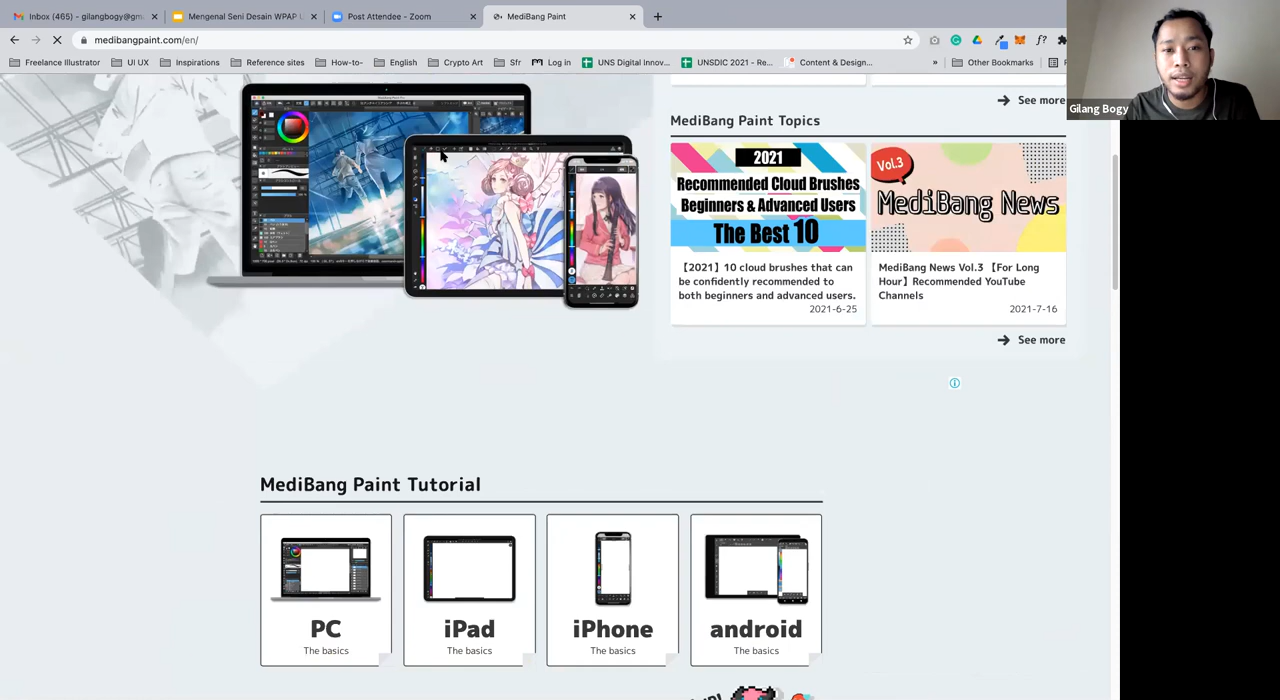 Inbox (465) - gilangbogy@gm
Mengenal Seni Desain WPAP L
Post Attendee - Zoom
MediBang Paint
medibangpaint.com/en/
Freelance Illustrator
UI UX
Inspirations
Reference sites
How-to-
English
Crypto Art
Sfr
Log in
UNS Digital Innov...
UNSDIC 2021 - Re...
Content & Design...
»
Other Bookmarks
Gilang Bogy
See more
MediBang Paint Topics
2021
Recommended Cloud Brushes
Beginners & Advanced Users
The Best 10
Vol.3
MediBang News
【2021】10 cloud brushes that can
be confidently recommended to
both beginners and advanced users.
2021-6-25
MediBang News Vol.3 【For Long
Hour】Recommended YouTube
Channels
2021-7-16
See more
MediBang Paint Tutorial
PC
The basics
iPad
The basics
iPhone
The basics
android
The basics